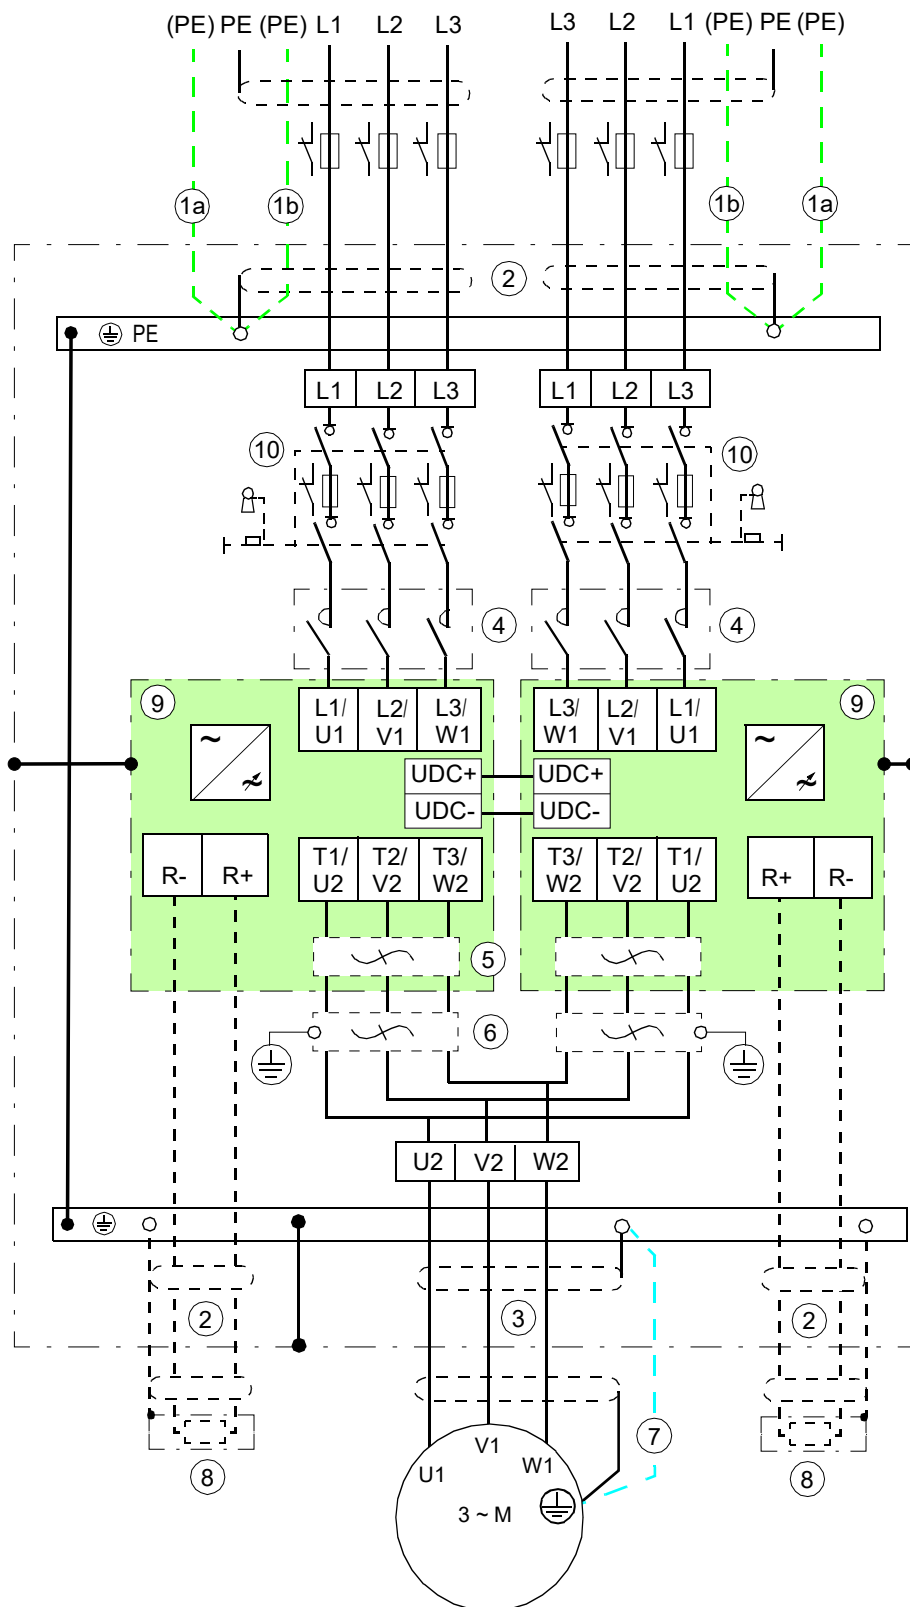 (PE) PE (PE) L1 L2 L3 L3 L2 L1 (PE) PE (PE)
1a 1b 1b 1a
2
PE
L1 L2 L3 L1 L2 L3
10 10
4 4
9 9
L1/ L2/ L3/ L3/ L2/ L1/
U1 V1 W1 W1 V1 U1
~ ~
UDC+ UDC+
UDC- UDC-
R- R+ T1/ T2/ T3/ T3/ T2/ T1/ R+ R-
U2 V2 W2 W2 V2 U2
5
6
U2 V2 W2
2 3 2
7
V1
U1 W1
8 8
3 ~ M